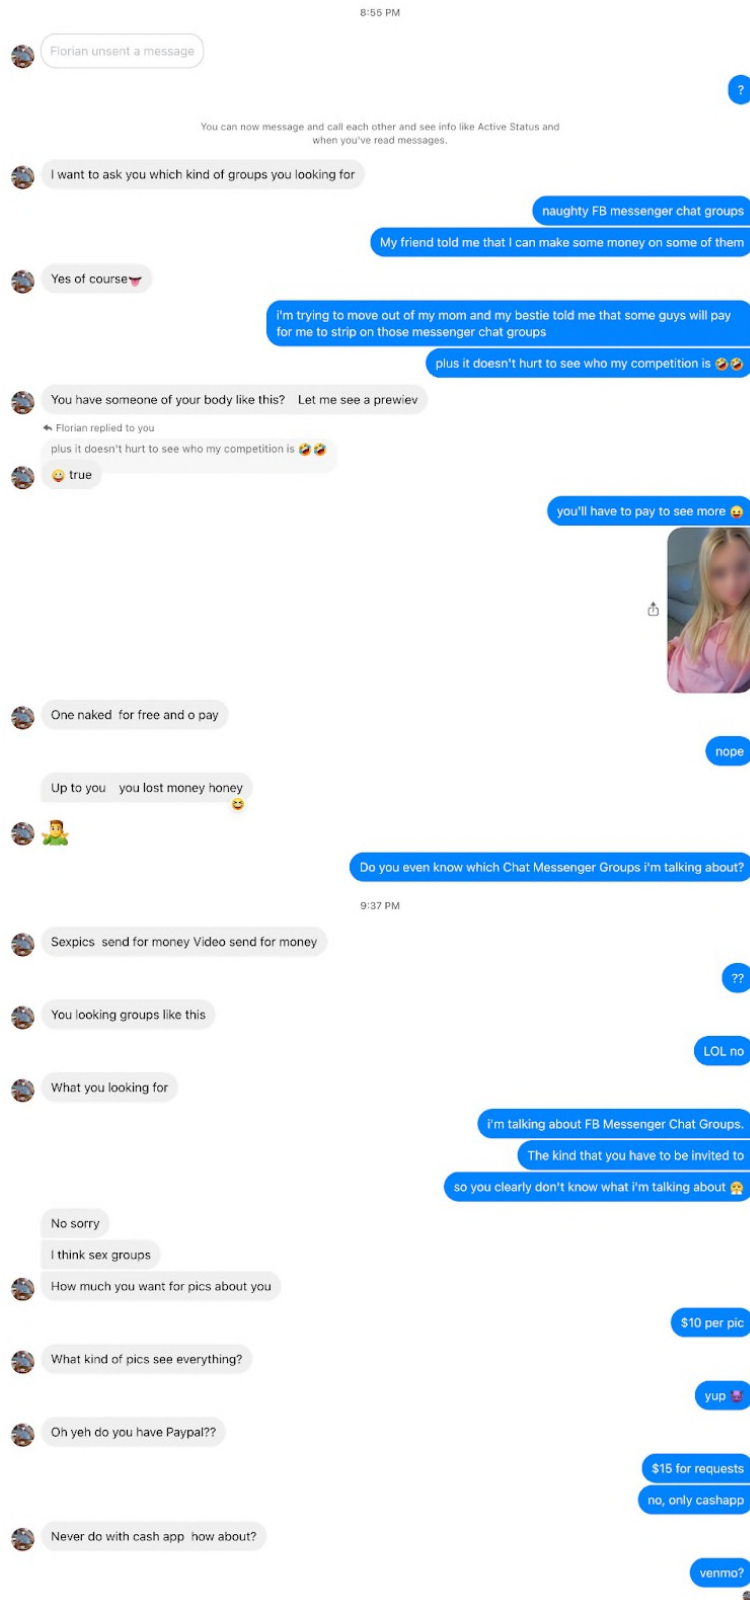 8:55 PM
Florian unsent a message
?
You can now message and call each other and see info like Active Status and
when you've read messages.
I want to ask you which kind of groups you looking for
naughty FB messenger chat groups
My friend told me that I can make some money on some of them
Yes of course
i'm trying to move out of my mom and my bestie told me that some guys will pay
for me to strip on those messenger chat groups
plus it doesn't hurt to see who my competition is 🤣🤣
You have someone of your body like this? Let me see a prewiev
Florian replied to you
plus it doesn't hurt to see who my competition is 🤣🤣
😀 true
you'll have to pay to see more 😜
One naked for free and o pay
nope
Up to you you lost money honey
Do you even know which Chat Messenger Groups i'm talking about?
9:37 PM
Sexpics send for money Video send for money
??
You looking groups like this
LOL no
What you looking for
i'm talking about FB Messenger Chat Groups.
The kind that you have to be invited to
so you clearly don't know what i'm talking about 😤
No sorry
I think sex groups
How much you want for pics about you
$10 per pic
What kind of pics see everything?
yup 😈
Oh yeh do you have Paypal??
$15 for requests
no, only cashapp
Never do with cash app how about?
venmo?